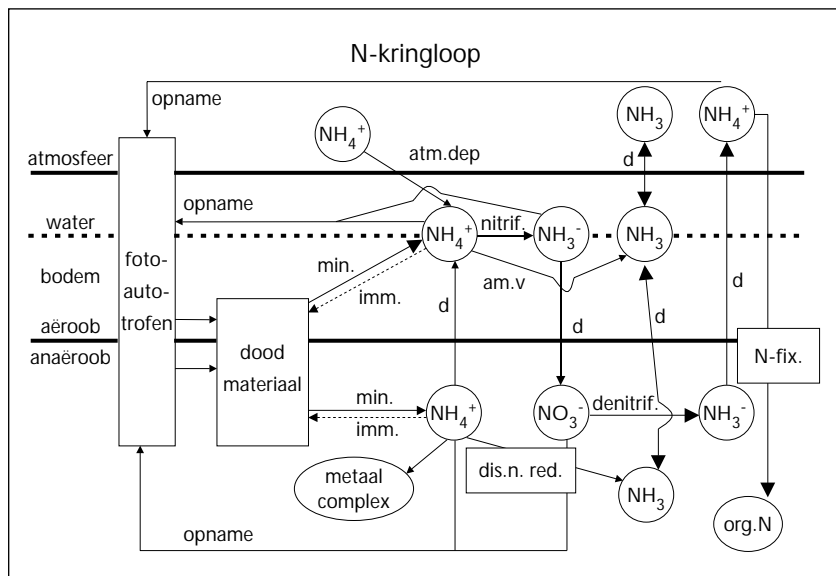 N-kringloop
opname
NH4+
NH3
NH4+
atmosfeer
atm.dep
d
water
opname
NH4+
nitrif.
NH3-
NH3
bodem
foto-
auto-
trofen
min.
imm.
am.v
d
d
d
d
aëroob
anaëroob
dood
materiaal
N-fix.
min.
imm.
NH4+
NO3-
denitrif.
NH3-
metaal
complex
dis.n. red.
NH3
org.N
opname